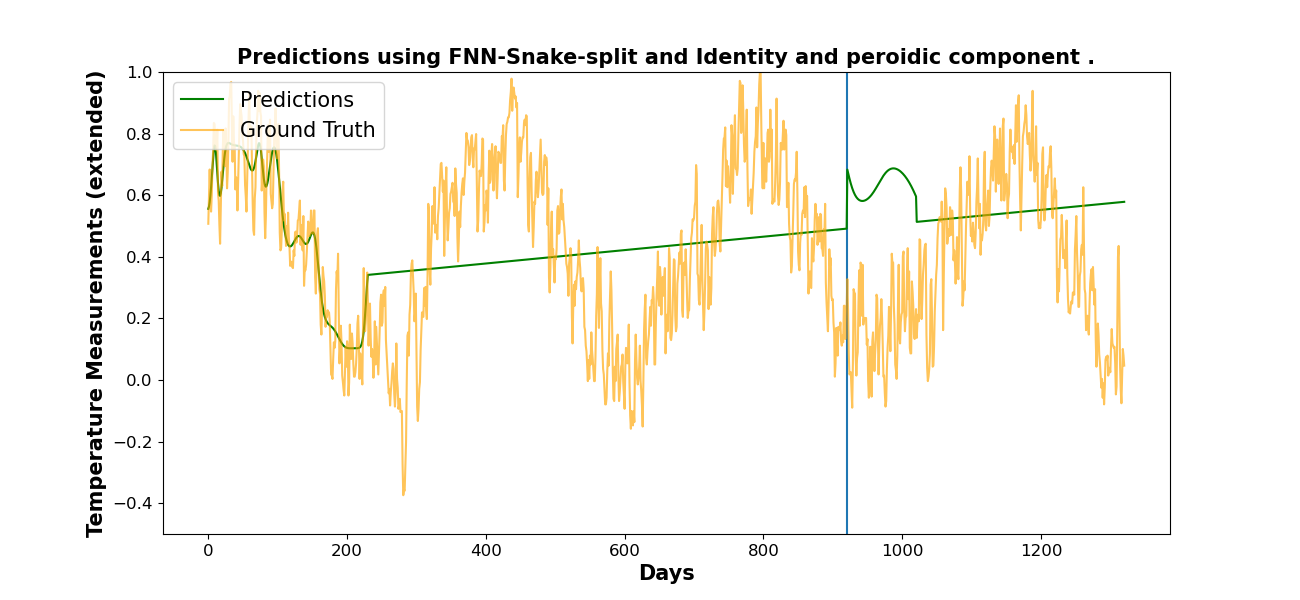 Predictions using FNN-Snake-split and Identity and peroidic component .
Temperature Measurements (extended)
1.0
0.8
0.6
0.4
0.2
0.0
−0.2
−0.4
Predictions
Ground Truth
0 200 400 600 800 1000 1200
Days